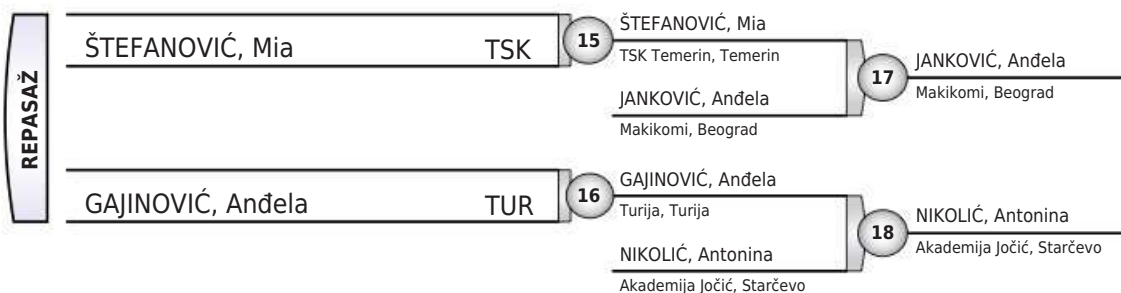 REPASAŽ
ŠTEFANOVIĆ, Mia TSK
15
ŠTEFANOVIĆ, Mia
TSK Temerin, Temerin
JANKOVIĆ, Anđela
Makikomi, Beograd
17
JANKOVIĆ, Anđela
Makikomi, Beograd
GAJINOVIĆ, Anđela TUR
16
GAJINOVIĆ, Anđela
Turija, Turija
NIKOLIĆ, Antonina
Akademija Jočić, Starčevo
18
NIKOLIĆ, Antonina
Akademija Jočić, Starčevo